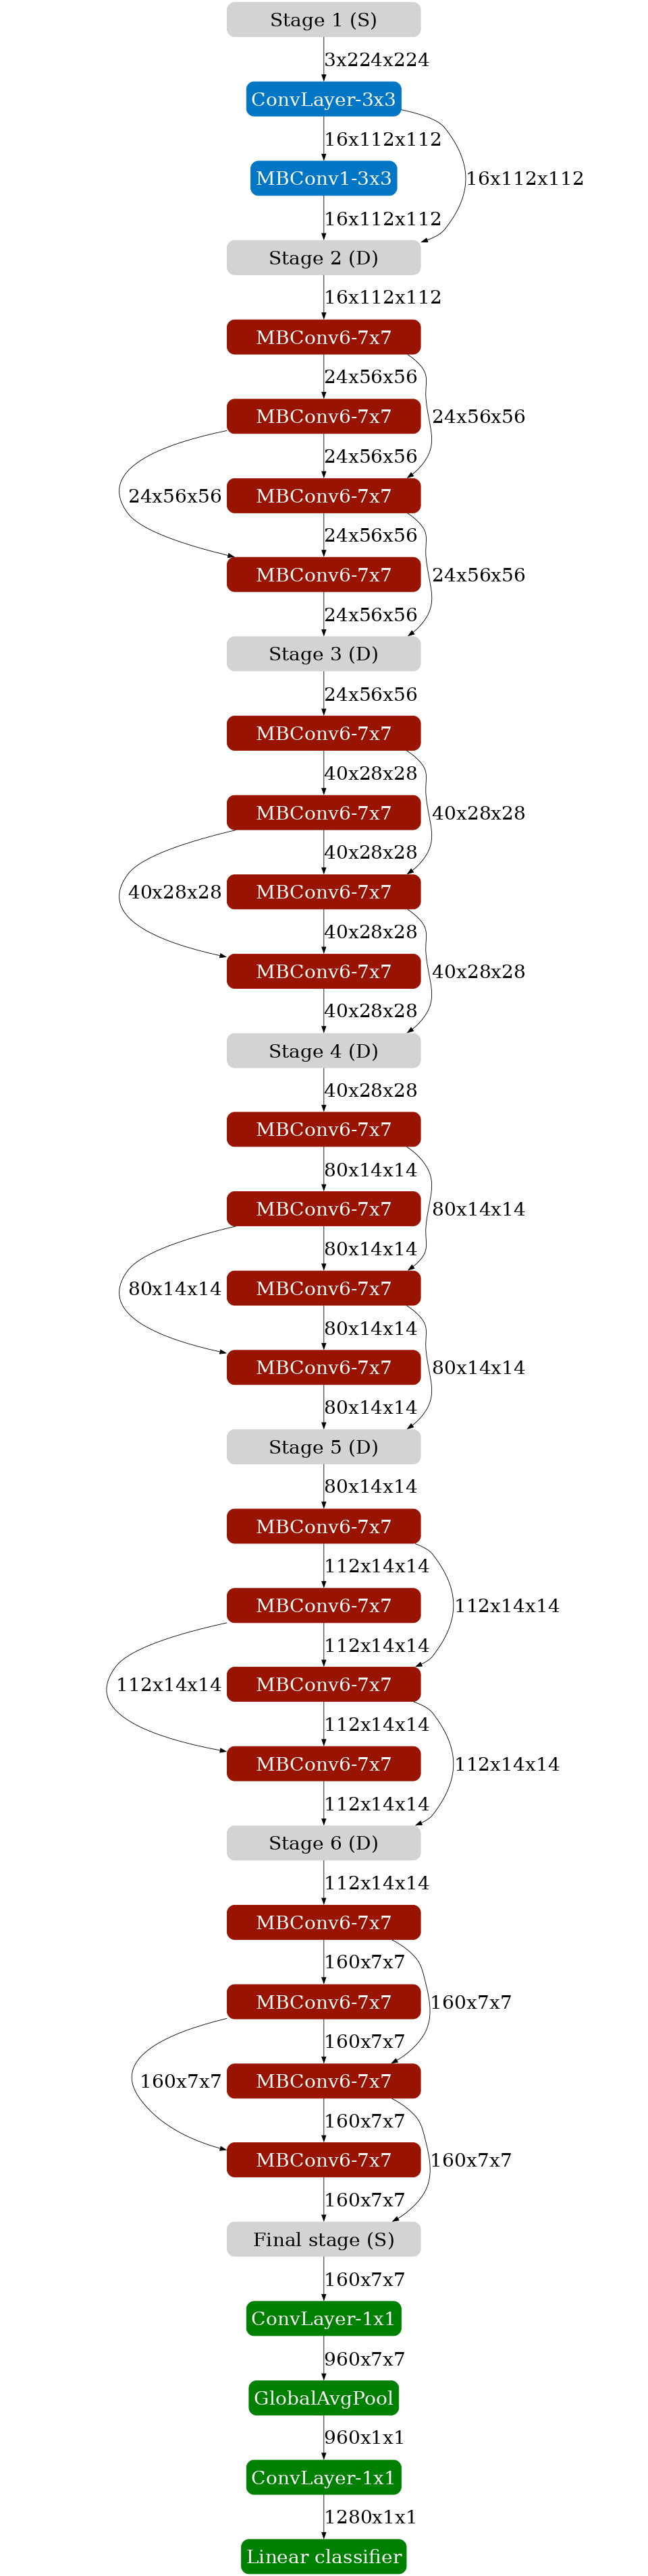 Stage 1 (S)
3x224x224
ConvLayer-3x3
16x112x112
MBConv1-3x3
16x112x112
16x112x112
Stage 2 (D)
16x112x112
MBConv6-7x7
24x56x56
MBConv6-7x7
24x56x56
24x56x56
MBConv6-7x7
24x56x56
24x56x56
MBConv6-7x7
24x56x56
24x56x56
Stage 3 (D)
24x56x56
MBConv6-7x7
40x28x28
MBConv6-7x7
40x28x28
40x28x28
MBConv6-7x7
40x28x28
40x28x28
MBConv6-7x7
40x28x28
40x28x28
Stage 4 (D)
40x28x28
MBConv6-7x7
80x14x14
MBConv6-7x7
80x14x14
80x14x14
MBConv6-7x7
80x14x14
80x14x14
MBConv6-7x7
80x14x14
80x14x14
Stage 5 (D)
80x14x14
MBConv6-7x7
112x14x14
MBConv6-7x7
112x14x14
112x14x14
MBConv6-7x7
112x14x14
112x14x14
MBConv6-7x7
112x14x14
112x14x14
Stage 6 (D)
112x14x14
MBConv6-7x7
160x7x7
MBConv6-7x7
160x7x7
160x7x7
MBConv6-7x7
160x7x7
160x7x7
MBConv6-7x7
160x7x7
160x7x7
Final stage (S)
160x7x7
ConvLayer-1x1
960x7x7
GlobalAvgPool
960x1x1
ConvLayer-1x1
1280x1x1
Linear classifier